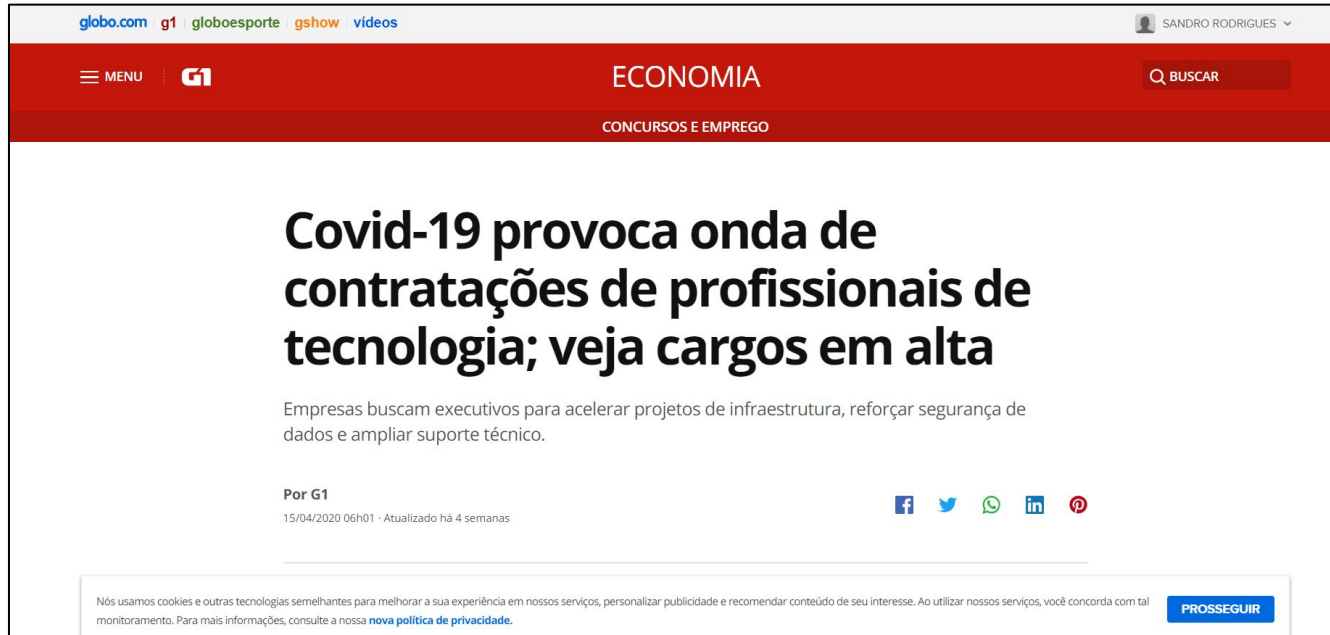 globo.com g1 globoesporte gshow vídeos SANDRO RODRIGUES
MENU G1 ECONOMIA BUSCAR
CONCURSOS E EMPREGO
Covid-19 provoca onda de
contratações de profissionais de
tecnologia; veja cargos em alta
Empresas buscam executivos para acelerar projetos de infraestrutura, reforçar segurança de
dados e ampliar suporte técnico.
Por G1
15/04/2020 06h01 · Atualizado há 4 semanas
Nós usamos cookies e outras tecnologias semelhantes para melhorar a sua experiência em nossos serviços, personalizar publicidade e recomendar conteúdo de seu interesse. Ao utilizar nossos serviços, você concorda com tal
monitoramento. Para mais informações, consulte a nossa nova política de privacidade.
PROSSEGUIR